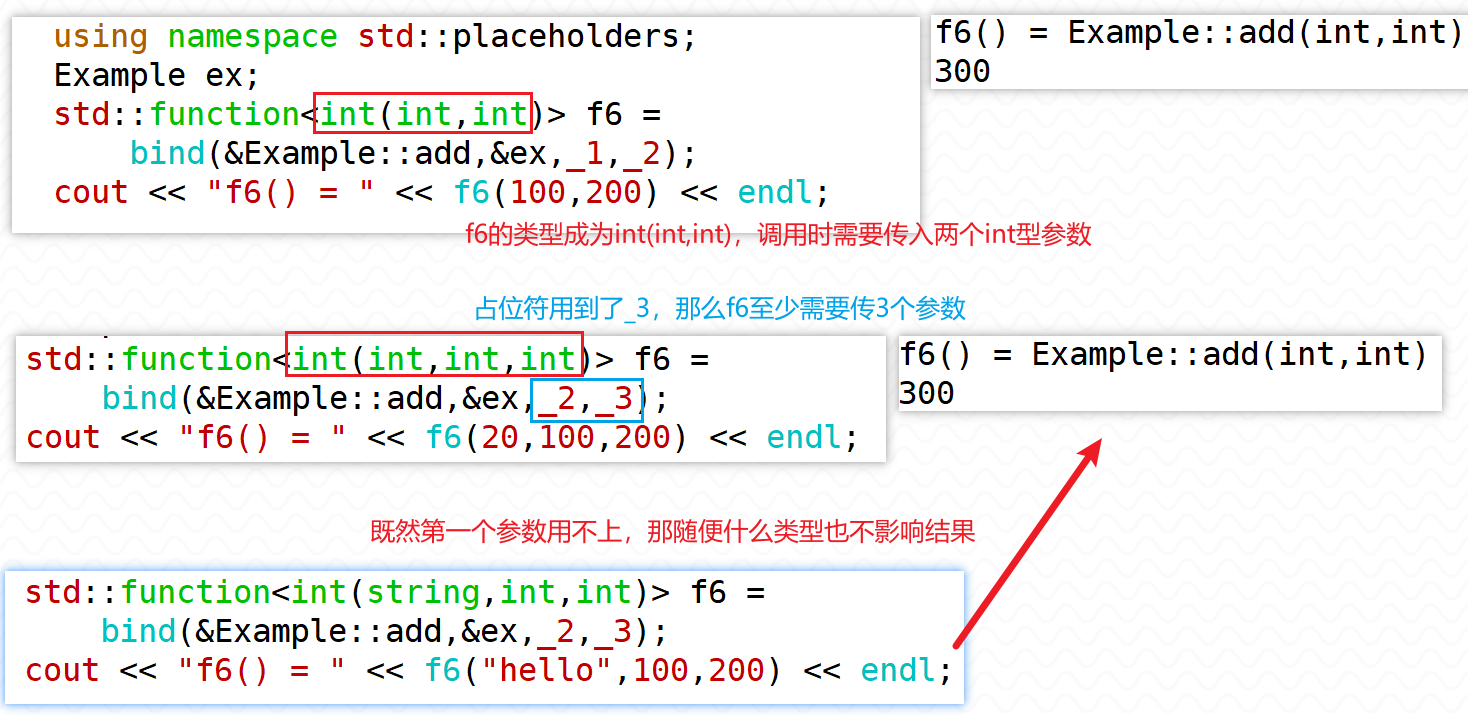 using namespace std::placeholders;
Example ex;
std::function<int(int,int)> f6 =
    bind(&Example::add,&ex,_1,_2);
cout << "f6() = " << f6(100,200) << endl;
f6() = Example::add(int,int)
300
f6的类型成为int(int,int)，调用时需要传入两个int型参数
占位符用到了_3，那么f6至少需要传3个参数
std::function<int(int,int,int)> f6 =
    bind(&Example::add,&ex,_2,_3);
cout << "f6() = " << f6(20,100,200) << endl;
f6() = Example::add(int,int)
300
既然第一个参数用不上，那随便什么类型也不影响结果
std::function<int(string,int,int)> f6 =
    bind(&Example::add,&ex,_2,_3);
cout << "f6() = " << f6("hello",100,200) << endl;